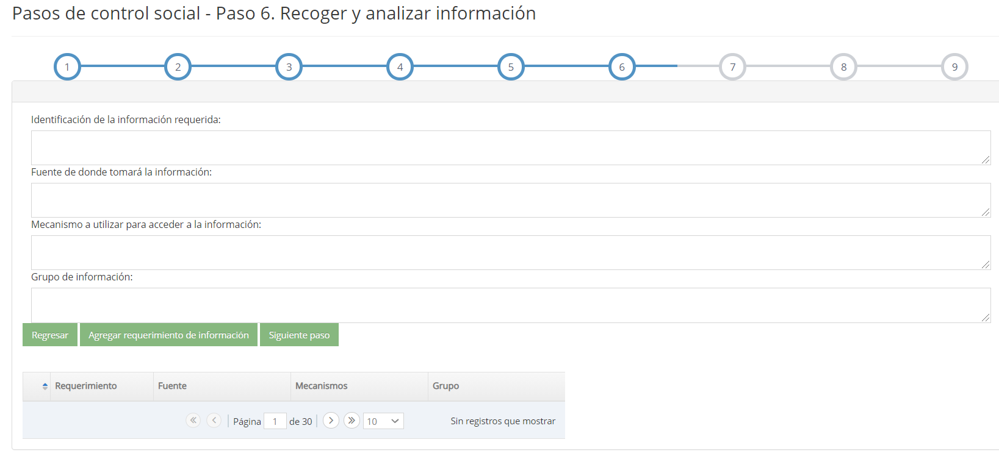 Pasos de control social - Paso 6. Recoger y analizar información
1 2 3 4 5 6 7 8 9
Identificación de la información requerida:
Fuente de donde tomará la información:
Mecanismo a utilizar para acceder a la información:
Grupo de información:
Regresar Agregar requerimiento de información Siguiente paso
Requerimiento Fuente Mecanismos Grupo
Página 1 de 30 10 Sin registros que mostrar